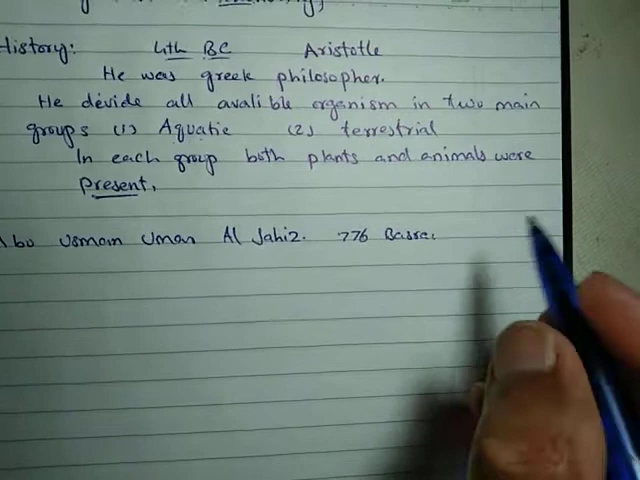 History: 4th BC Aristotle
He was greek philosopher.
He devide all avalible organism in two main
groups (1) Aquatic (2) terrestrial
In each group both plants and animals were
present.
Abu Usman Umar Al Jahiz. 776 Basra.